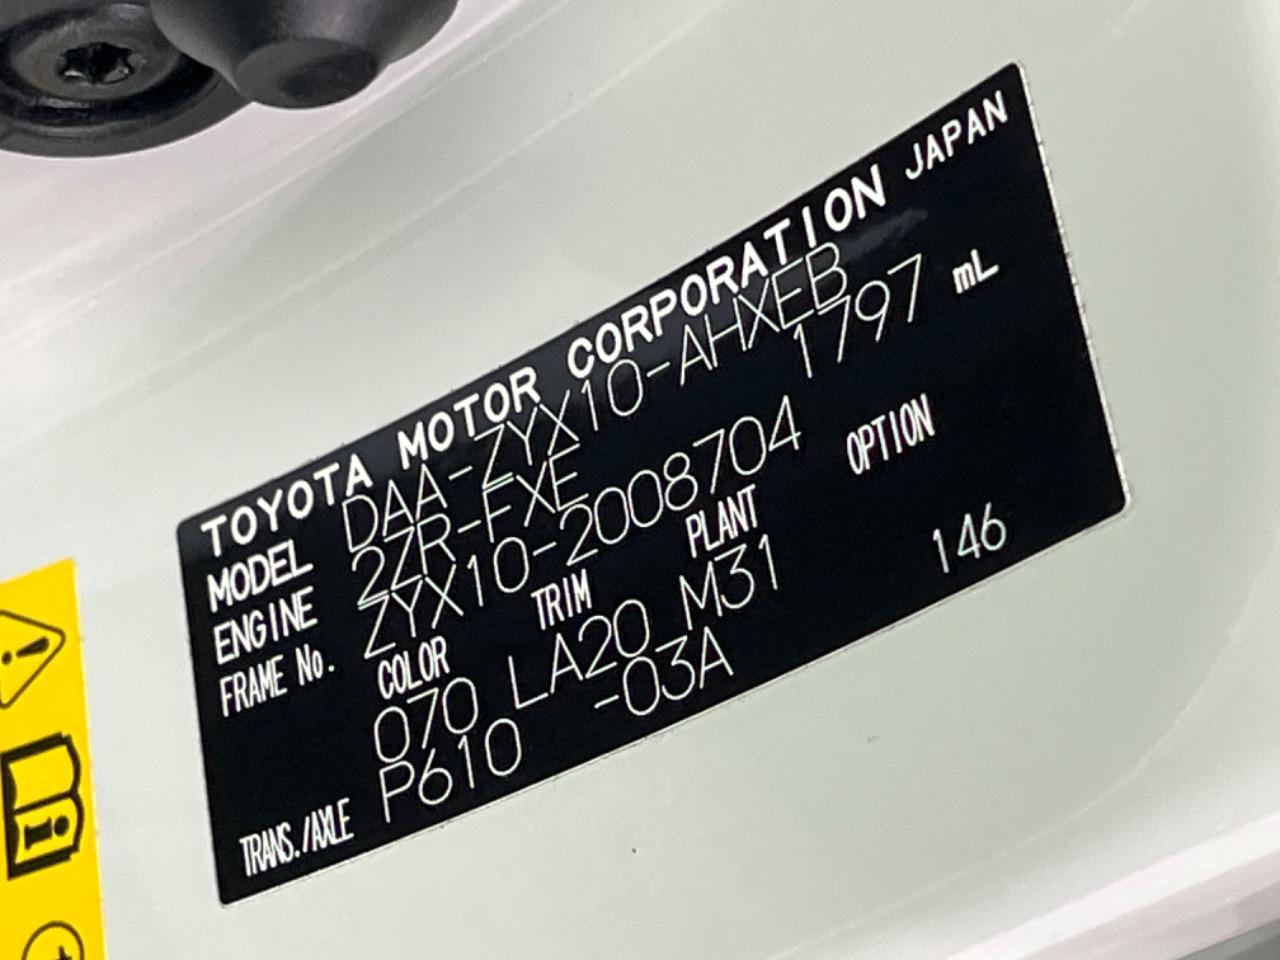 TOYOTA MOTOR CORPORATION JAPAN
MODEL DAA-ZYX10-AHXEB
ENGINE 2ZR-FXE 1797 mL
FRAME No. ZYX10-2008704
COLOR TRIM PLANT OPTION
070 LA20 M31 146
TRANS./AXLE P610 -03A